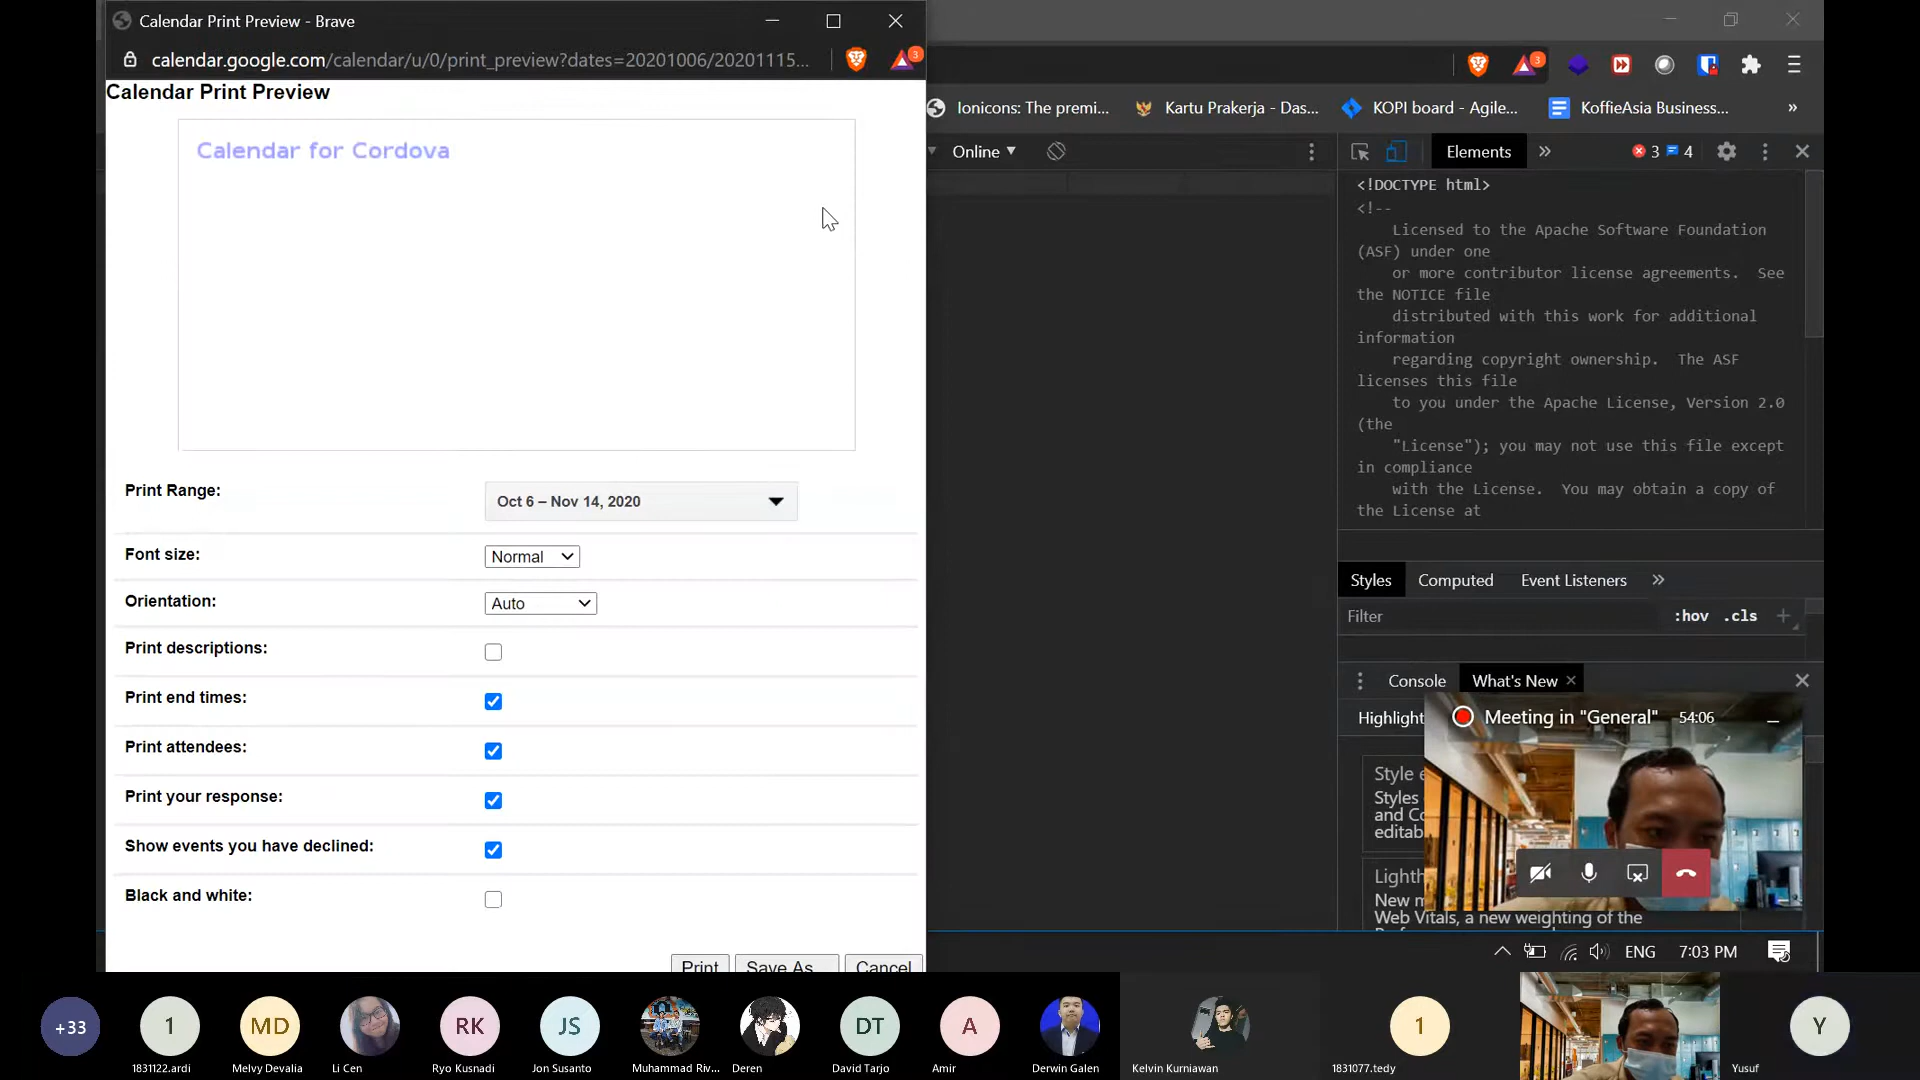 Calendar Print Preview - Brave
calendar.google.com/calendar/u/0/print_preview?dates=20201006/20201115...
3
Calendar Print Preview
Calendar for Cordova
Print Range:
Oct 6 – Nov 14, 2020
Font size:
Normal
Orientation:
Auto
Print descriptions:
Print end times:
Print attendees:
Print your response:
Show events you have declined:
Black and white:
Print
Save As...
Cancel
3
Ionicons: The premi...
Kartu Prakerja - Das...
KOPI board - Agile...
KoffieAsia Business...
»
Online
Elements
»
3
4
<!DOCTYPE html>
<!--
Licensed to the Apache Software Foundation
(ASF) under one
or more contributor license agreements.  See
the NOTICE file
distributed with this work for additional
information
regarding copyright ownership.  The ASF
licenses this file
to you under the Apache License, Version 2.0
(the
"License"); you may not use this file except
in compliance
with the License.  You may obtain a copy of
the License at
Styles
Computed
Event Listeners
»
Filter
:hov
.cls
Console
What's New
Highlight
Meeting in "General"
54:06
Style e
Styles
and Co
editab
Lighth
New m
Web Vitals, a new weighting of the
ENG
7:03 PM
+33
1
MD
RK
JS
DT
A
1
Y
1831122.ardi
Melvy Devalia
Li Cen
Ryo Kusnadi
Jon Susanto
Muhammad Riv...
Deren
David Tarjo
Amir
Derwin Galen
Kelvin Kurniawan
1831077.tedy
Yusuf